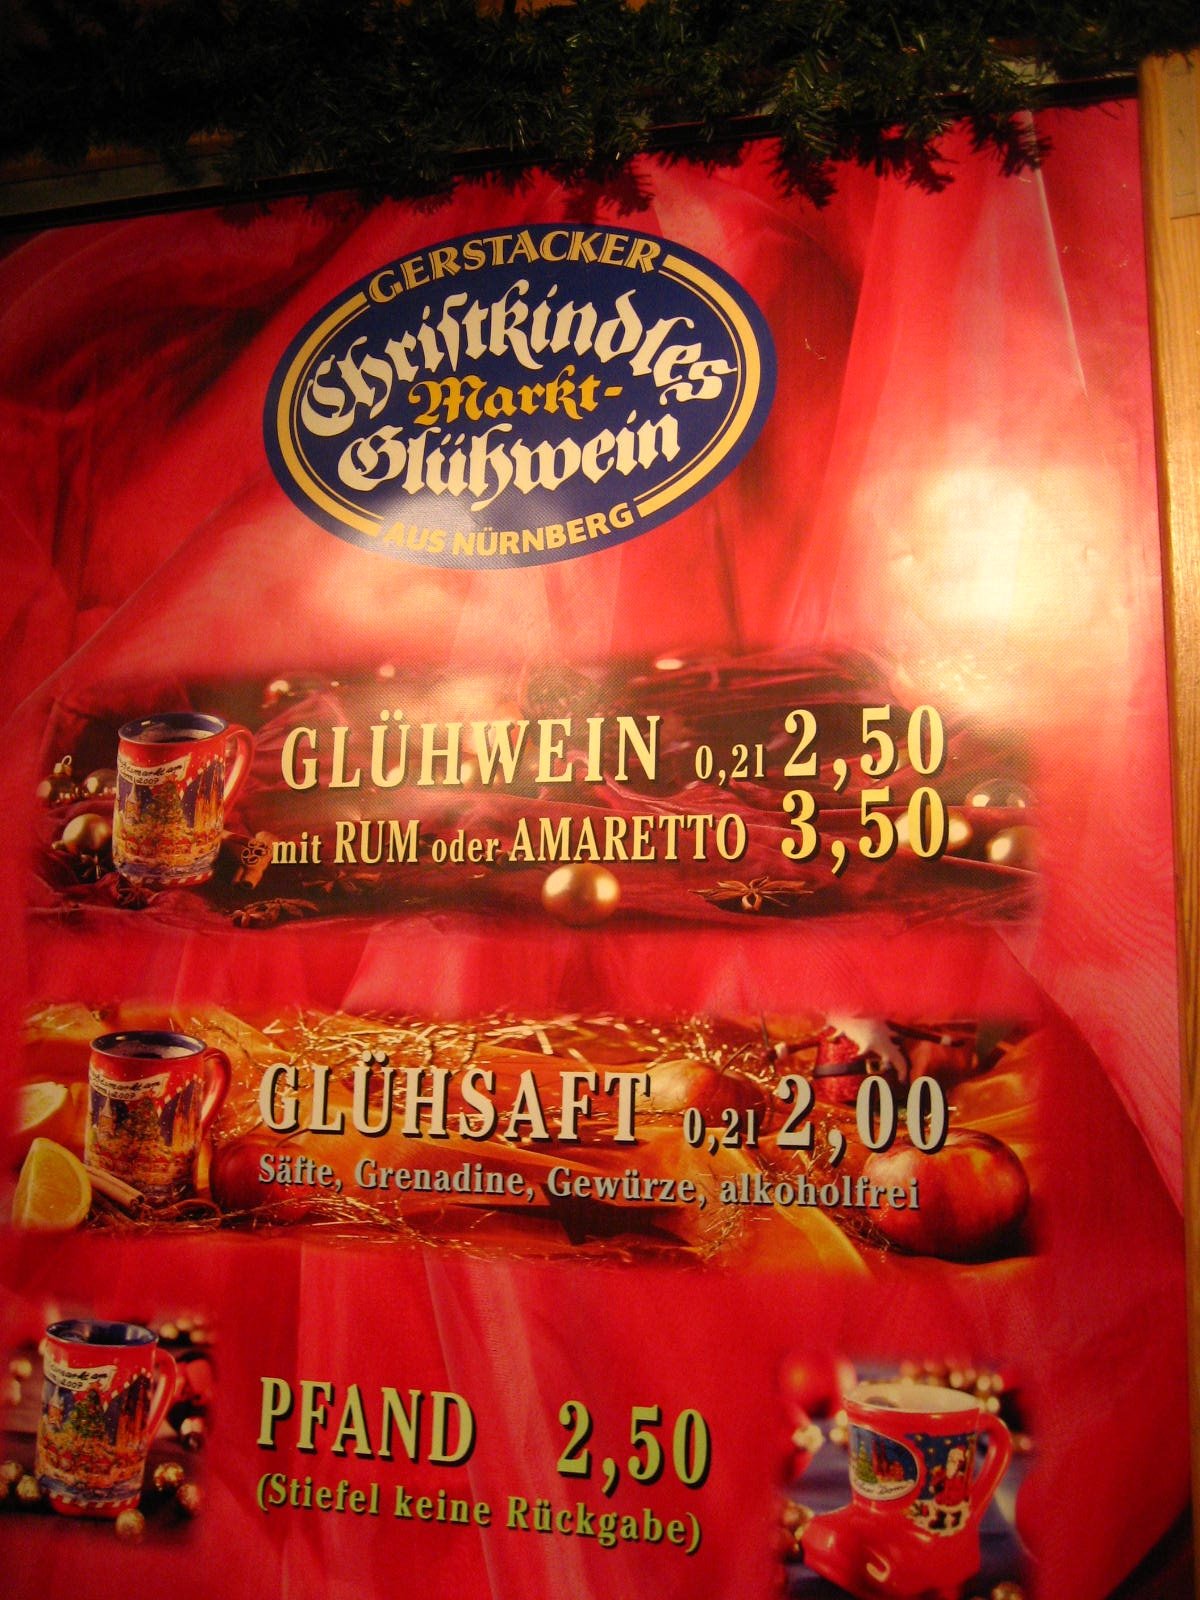 GERSTACKER
Christkindles
Markt-
Glühwein
AUS NÜRNBERG
GLÜHWEIN 0,2l 2,50
mit RUM oder AMARETTO 3,50
GLÜHSAFT 0,2l 2,00
Säfte, Grenadine, Gewürze, alkoholfrei
PFAND 2,50
(Stiefel keine Rückgabe)